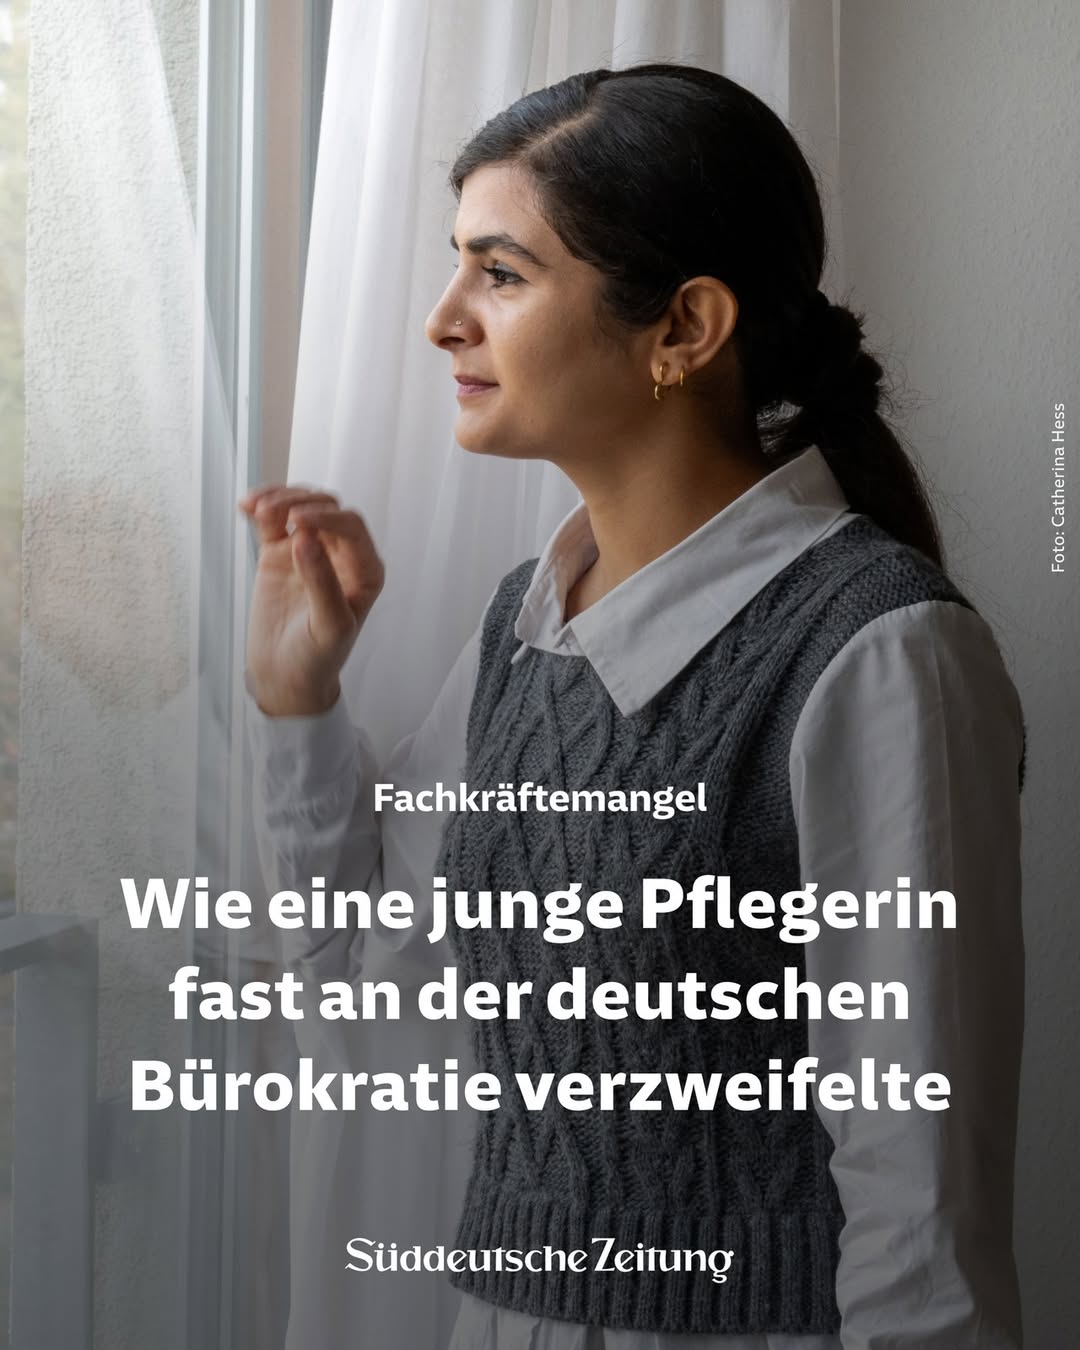 Foto: Catherina Hess
Fachkräftemangel
Wie eine junge Pflegerin
fast an der deutschen
Bürokratie verzweifelte
Süddeutsche Zeitung